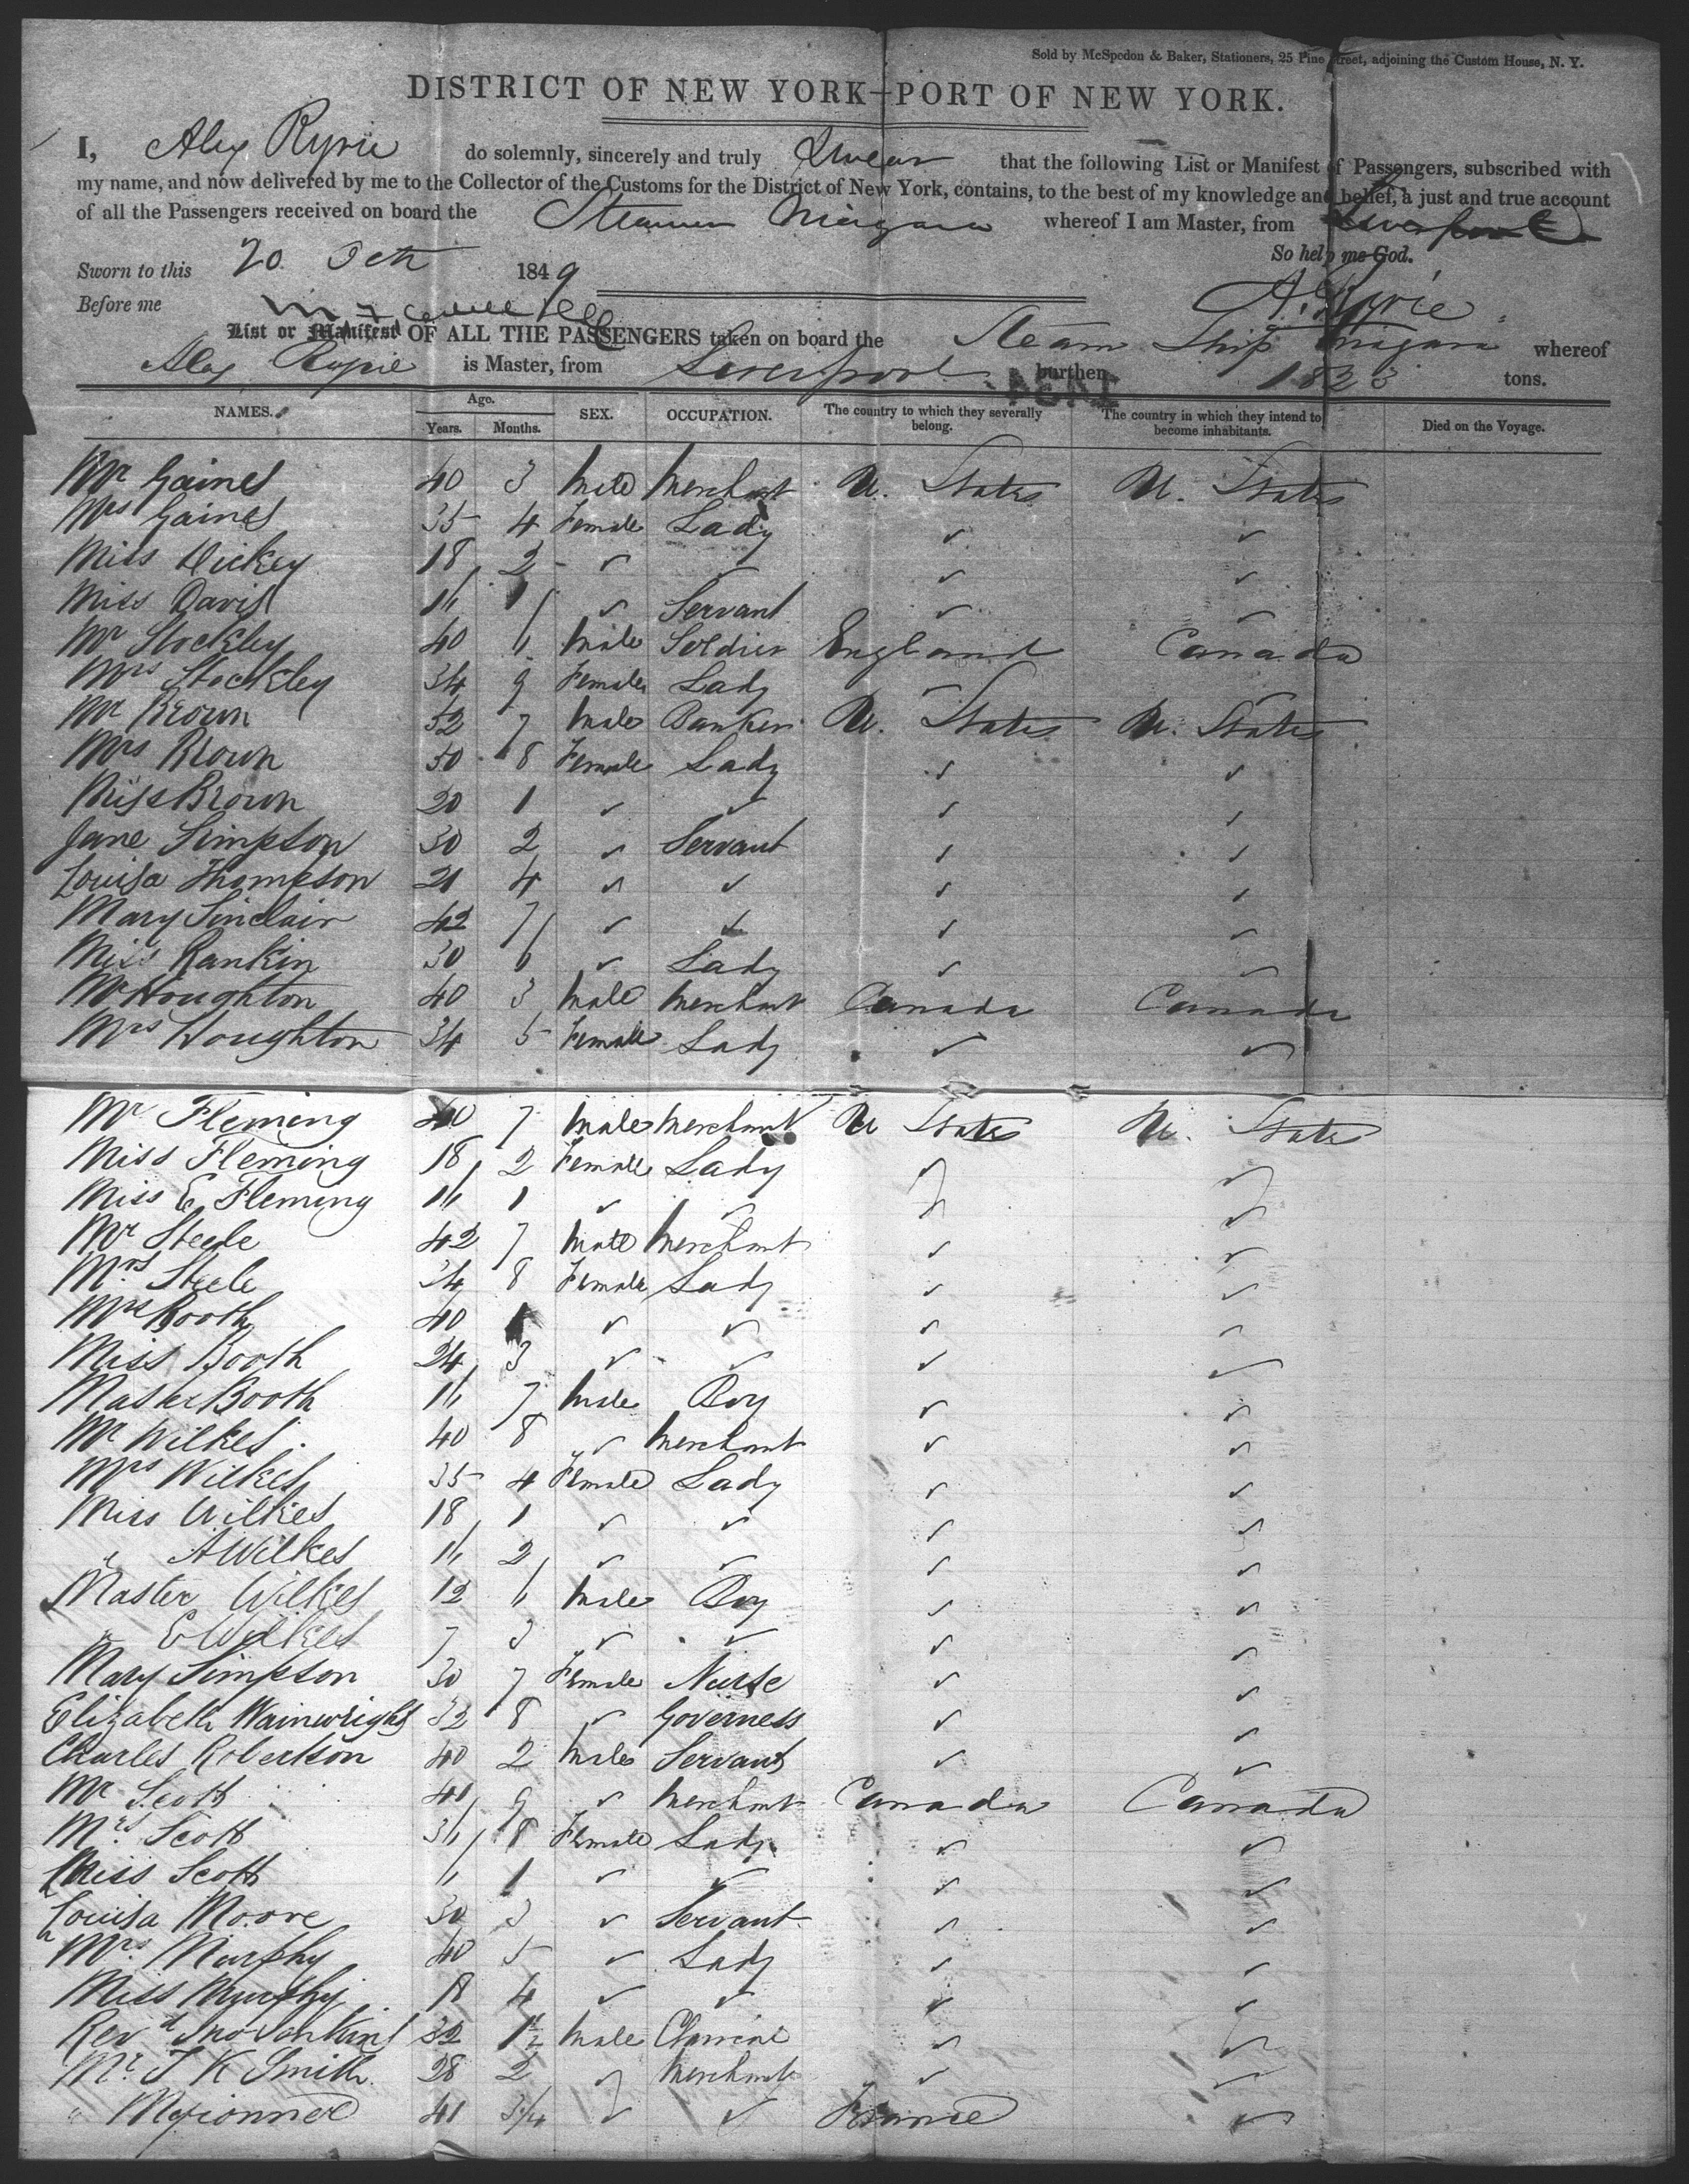 Sold by McSpedon & Baker, Stationers, 25 Pine Street, adjoining the Custom House, N. Y.
DISTRICT OF NEW YORK—PORT OF NEW YORK.
I, Alex Ryrie do solemnly, sincerely and truly Swear that the following List or Manifest of Passengers, subscribed with
my name, and now delivered by me to the Collector of the Customs for the District of New York, contains, to the best of my knowledge and belief, a just and true account
of all the Passengers received on board the Steamer Niagara whereof I am Master, from Liverpool
So help me God.
Sworn to this 20 Oct 1849
A. Ryrie
Before me
List or Manifest OF ALL THE PASSENGERS taken on board the Steam Ship Niagara whereof
Alex Ryrie is Master, from Liverpool burthen 1823 tons.
NAMES. Age. Years. Months. SEX. OCCUPATION. The country to which they severally belong. The country in which they intend to become inhabitants. Died on the Voyage.
Mr Gaines 40 3 Male Merchant U. States U. States
Mrs Gaines 35 4 Female Lady ✓ ✓
Miss Dickey 18 2 ✓ ✓ ✓ ✓
Miss Davis 16 1 ✓ Servant ✓ ✓
Mr Stockley 40 6 Male Soldier England Canada
Mrs Stockley 34 9 Female Lady
Mr Brown 52 7 Male Banker U. States U. States
Mrs Brown 50 8 Female Lady ✓ ✓
Miss Brown 20 1 ✓ ✓ ✓ ✓
Jane Simpson 30 2 ✓ Servant ✓ ✓
Louisa Thompson 21 4 ✓ ✓ ✓ ✓
Mary Sinclair 42 7 ✓ ✓ ✓ ✓
Miss Rankin 30 6 ✓ Lady ✓ ✓
Mr Houghton 40 3 Male Merchant Canada Canada
Mrs Houghton 34 5 Female Lady ✓ ✓
Mr Fleming 40 7 Male Merchant U States U. States
Miss Fleming 18 2 Female Lady ✓ ✓
Miss E Fleming 16 1 ✓ ✓ ✓ ✓
Mr Steele 42 7 Male Merchant ✓ ✓
Mrs Steele 34 8 Female Lady ✓ ✓
Mrs Booth 40 1 ✓ ✓ ✓ ✓
Miss Booth 24 3 ✓ ✓ ✓ ✓
Master Booth 16 7 Male Boy ✓ ✓
Mr Wilkes 40 8 ✓ Merchant ✓ ✓
Mrs Wilkes 35 4 Female Lady ✓ ✓
Miss Wilkes 18 1 ✓ ✓ ✓ ✓
" A Wilkes 16 2 ✓ ✓ ✓ ✓
Master Wilkes 12 6 Male Boy ✓ ✓
" E Wilkes 7 3 ✓ ✓ ✓ ✓
Mary Simpson 30 7 Female Nurse ✓ ✓
Elizabeth Wainwright 32 8 ✓ Governess ✓ ✓
Charles Robertson 40 2 Male Servant ✓ ✓
Mr Scott 40 9 ✓ Merchant Canada Canada
Mrs Scott 36 8 Female Lady ✓ ✓
Miss Scott 6 1 ✓ ✓ ✓ ✓
Louisa Moore 30 3 ✓ Servant ✓ ✓
Mrs Murphy 40 5 ✓ Lady ✓ ✓
Miss Murphy 18 4 ✓ ✓ ✓ ✓
Revd Jno Jenkins 32 1½ Male ✓ ✓
Mr J K Smith 28 2 ✓ Merchant ✓ ✓
" 41 3/4 ✓ ✓ France ✓